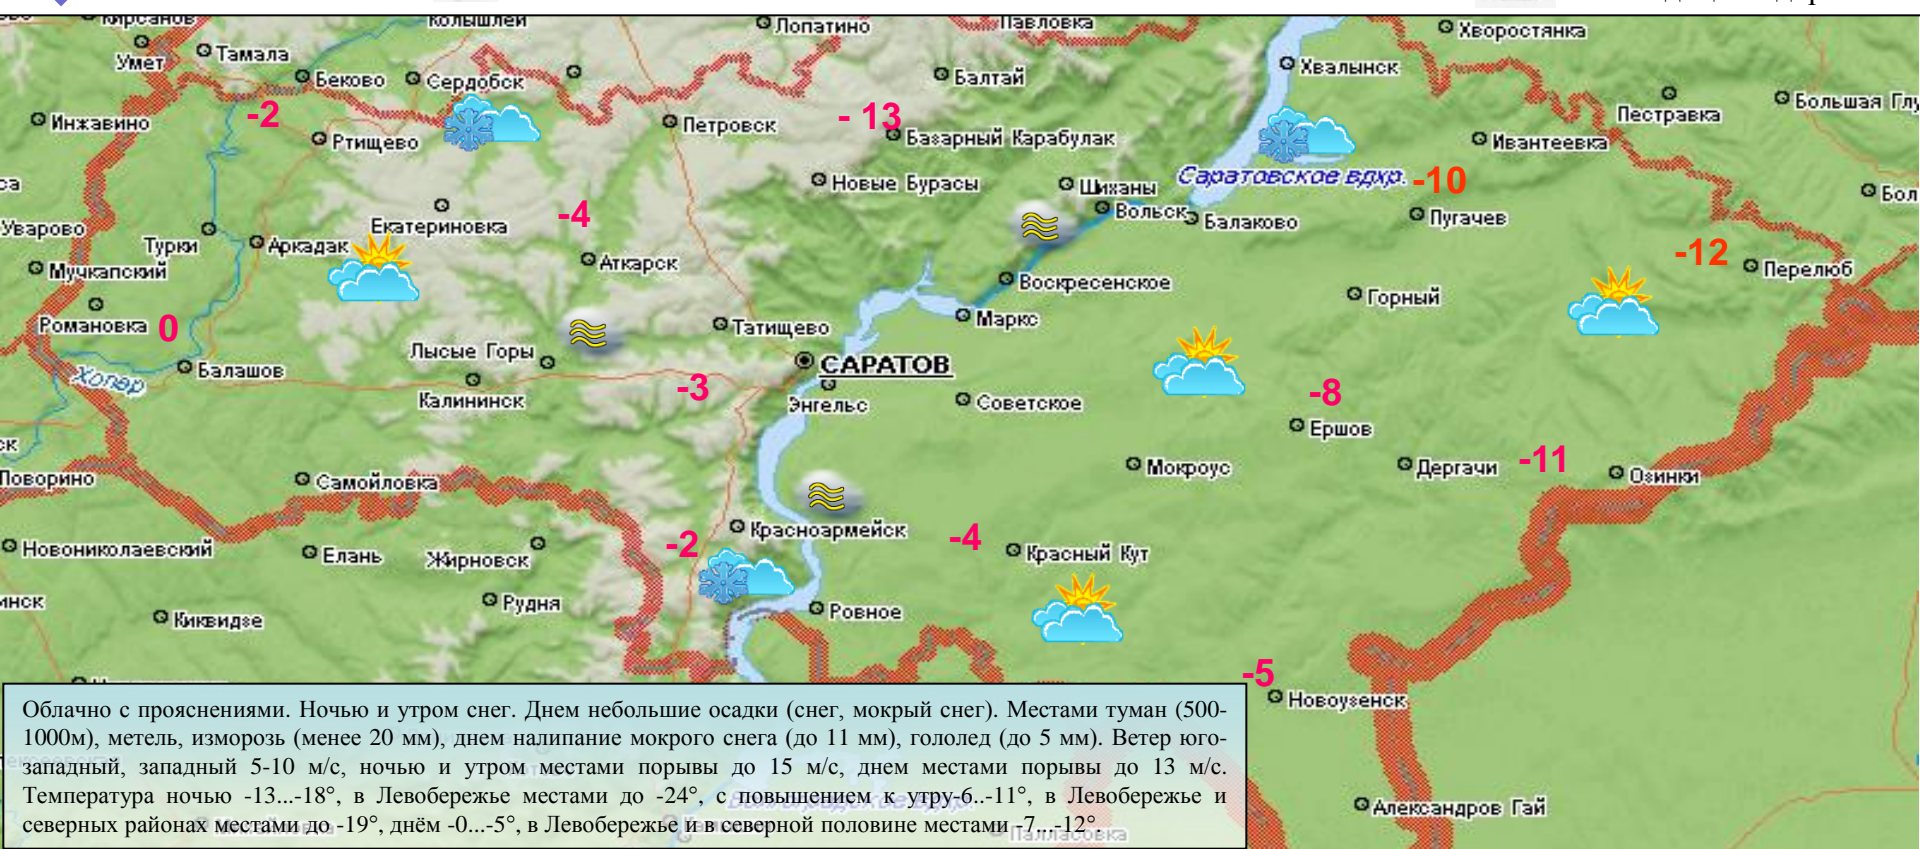 Кирсанов
Колышлей
Лопатино
Павловка
Хворостянка
Умет
Тамала
Беково
Сердобск
Балтай
Хвалынск
Пестравка
-2
Инжавино
Ртищево
Петровск
- 13
Базарный Карабулак
Ивантеевка
Новые Бурасы
Шиханы
Саратовское вдхр.
-10
Уварово
Турки
Аркадак
Екатериновка
-4
Вольск
Балаково
Пугачев
Мучкапский
Аткарск
Воскресенское
-12
Перелюб
Романовка
0
Татищево
Маркс
Горный
Хопер
Балашов
Лысые Горы
САРАТОВ
Калининск
-3
Энгельс
Советское
-8
Ершов
Поворино
Самойловка
Мокроус
Дергачи
-11
Озинки
Новониколаевский
Елань
Жирновск
Красноармейск
-2
-4
Красный Кут
Киквидзе
Рудня
Ровное
-5
Новоузенск
Александров Гай
Облачно с прояснениями. Ночью и утром снег. Днем небольшие осадки (снег, мокрый снег). Местами туман (500-
1000м), метель, изморозь (менее 20 мм), днем налипание мокрого снега (до 11 мм), гололед (до 5 мм). Ветер юго-
западный, западный 5-10 м/с, ночью и утром местами порывы до 15 м/с, днем местами порывы до 13 м/с.
Температура ночью -13...-18°, в Левобережье местами до -24°, с повышением к утру-6..-11°, в Левобережье и
северных районах местами до -19°, днём -0...-5°, в Левобережье и в северной половине местами -7...-12°.
Палласовка